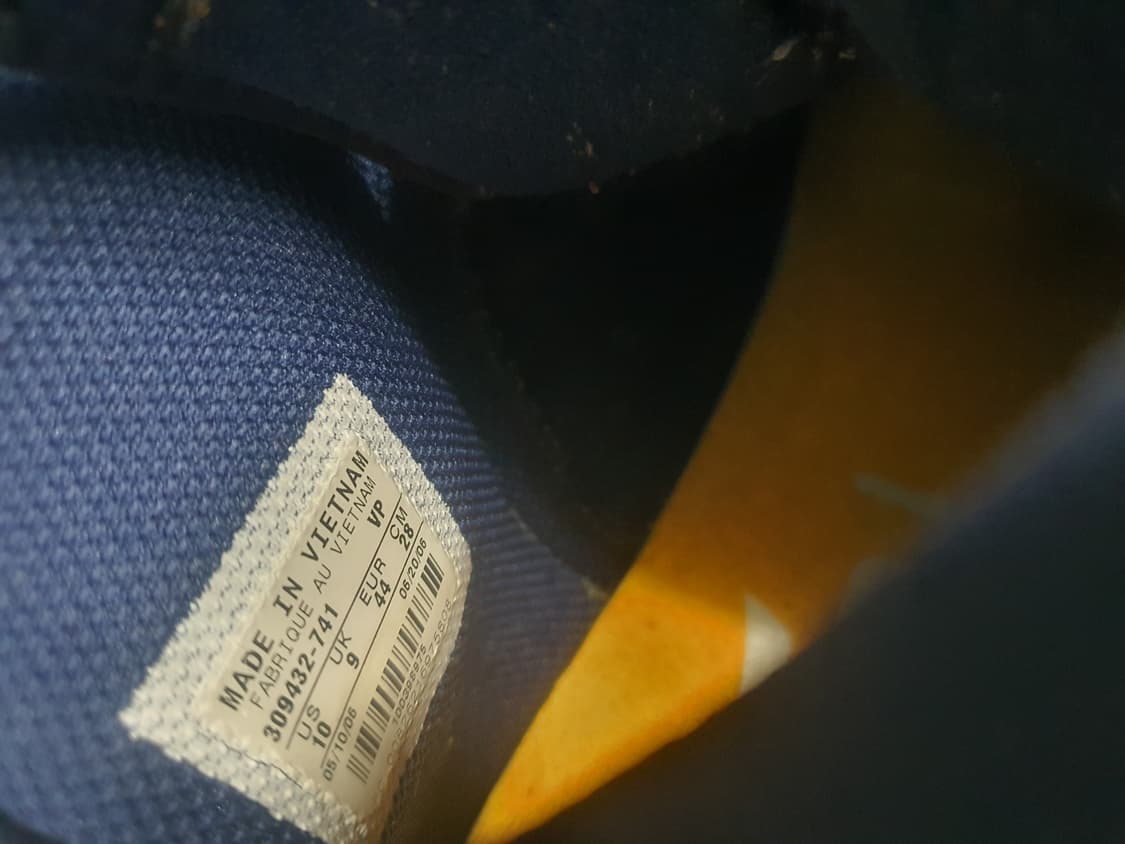 MADE IN VIETNAM
FABRIQUE AU VIETNAM
309432-741 VP
US UK EUR CM
10 9 44 28
05/10/06 06/20/06